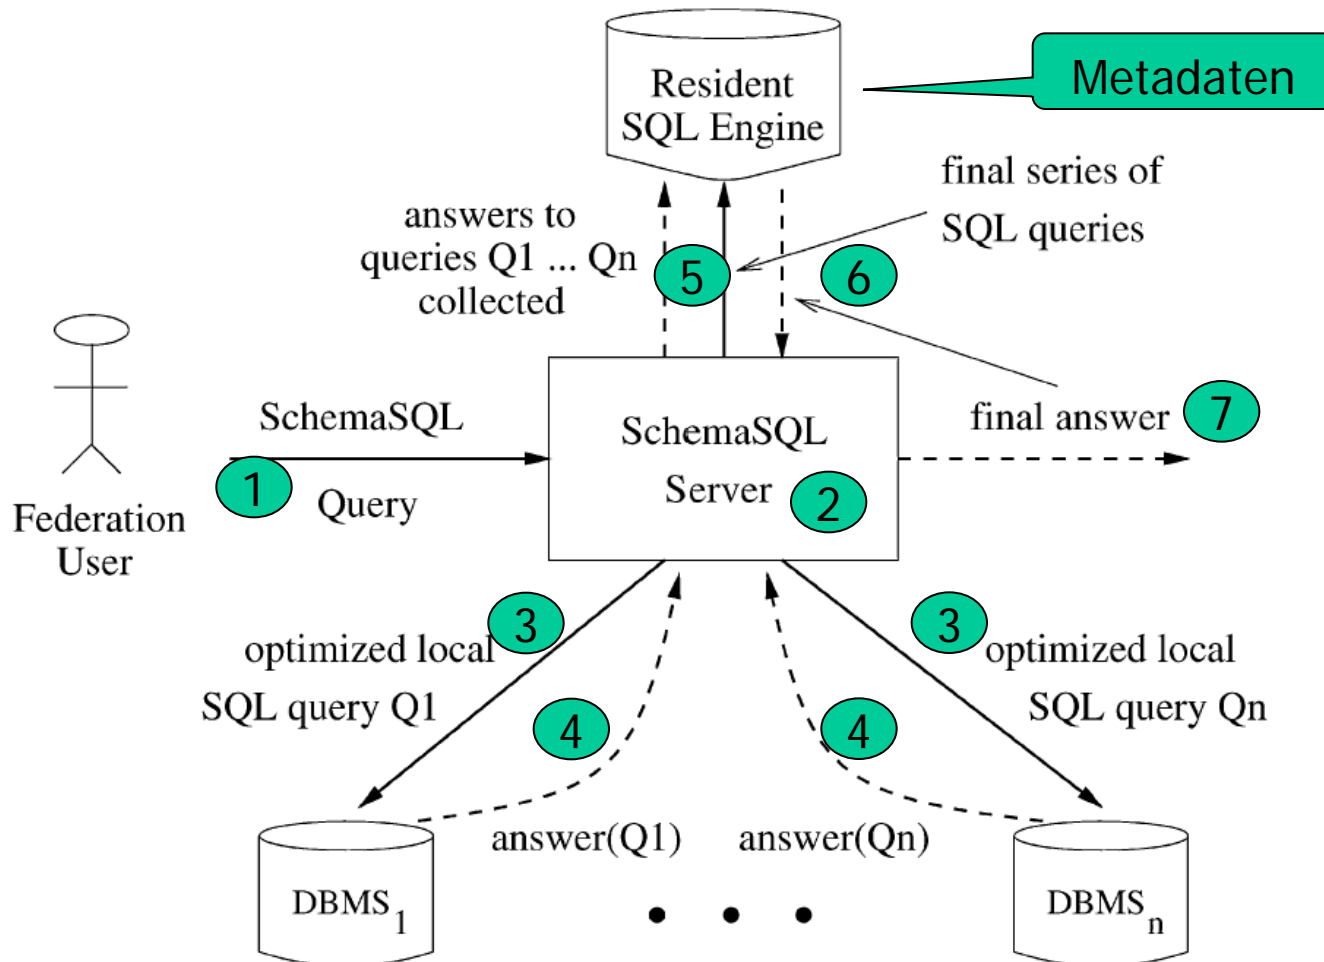 Resident
SQL Engine
Metadaten
final series of
SQL queries
answers to
queries Q1 ... Qn
collected
5
6
SchemaSQL
1
Query
Federation
User
SchemaSQL
Server
2
final answer
7
3
optimized local
SQL query Q1
3
optimized local
SQL query Qn
4
4
answer(Q1)
answer(Qn)
DBMS1
DBMSn